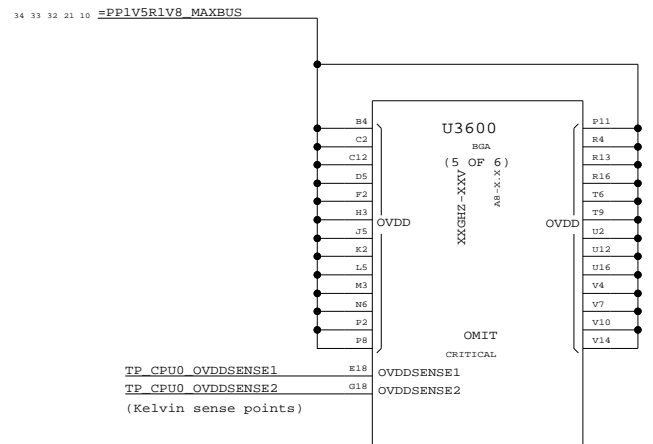 34 33 32 21 10 =PP1V5R1V8_MAXBUS
U3600
BGA
(5 OF 6)
XXGHZ-XXV
A8-X.X
B4
C2
C12
D5
F2
H3
J5
K2
L5
M3
N6
P2
P8
OVDD
OVDD
P11
R4
R13
R16
T6
T9
U2
U12
U16
V4
V7
V10
V14
OMIT
CRITICAL
TP_CPU0_OVDDSENSE1 E18 OVDDSENSE1
TP_CPU0_OVDDSENSE2 G18 OVDDSENSE2
(Kelvin sense points)